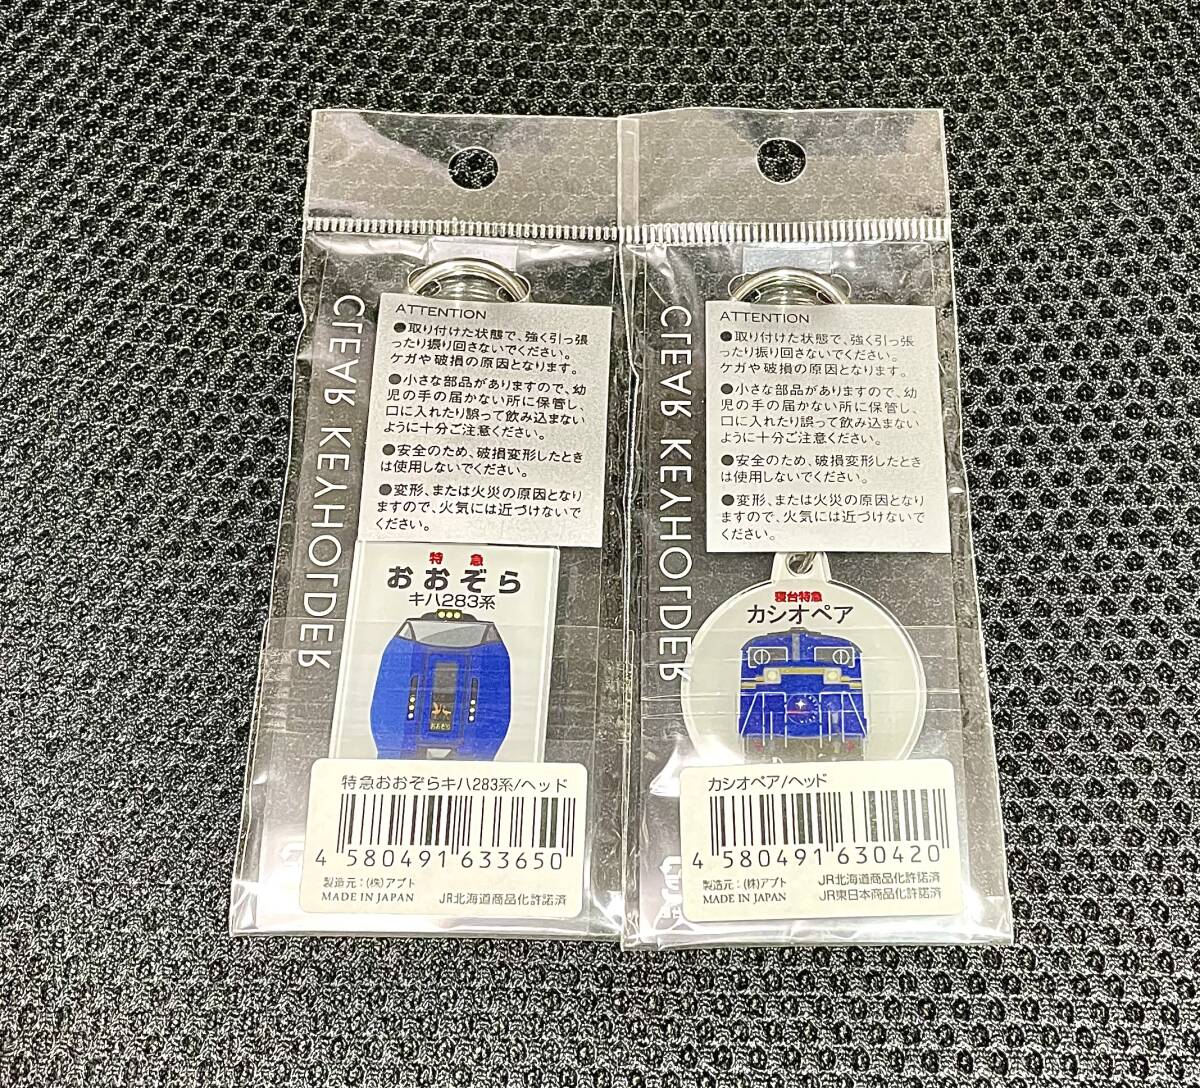 CLEAR KEYHOLDER
ATTENTION
●取り付けた状態で、強く引っ張
ったり振り回さないでください。
ケガや破損の原因となります。
●小さな部品がありますので、幼
児の手の届かない所に保管し、
口に入れたり誤って飲み込まない
ように十分ご注意ください。
●安全のため、破損変形したとき
は使用しないでください。
●変形、または火災の原因となり
ますので、火気には近づけないで
ください。
特急
おおぞら
キハ283系
おおぞら
特急おおぞらキハ283系/ヘッド
4 580491 633650
製造元：(株)アプト
MADE IN JAPAN
JR北海道商品化許諾済
CLEAR KEYHOLDER
ATTENTION
●取り付けた状態で、強く引っ張
ったり振り回さないでください。
ケガや破損の原因となります。
●小さな部品がありますので、幼
児の手の届かない所に保管し、
口に入れたり誤って飲み込まない
ように十分ご注意ください。
●安全のため、破損変形したとき
は使用しないでください。
●変形、または火災の原因となり
ますので、火気には近づけないで
ください。
寝台特急
カシオペア
カシオペア/ヘッド
4 580491 630420
製造元：(株)アプト
MADE IN JAPAN
JR北海道商品化許諾済
JR東日本商品化許諾済